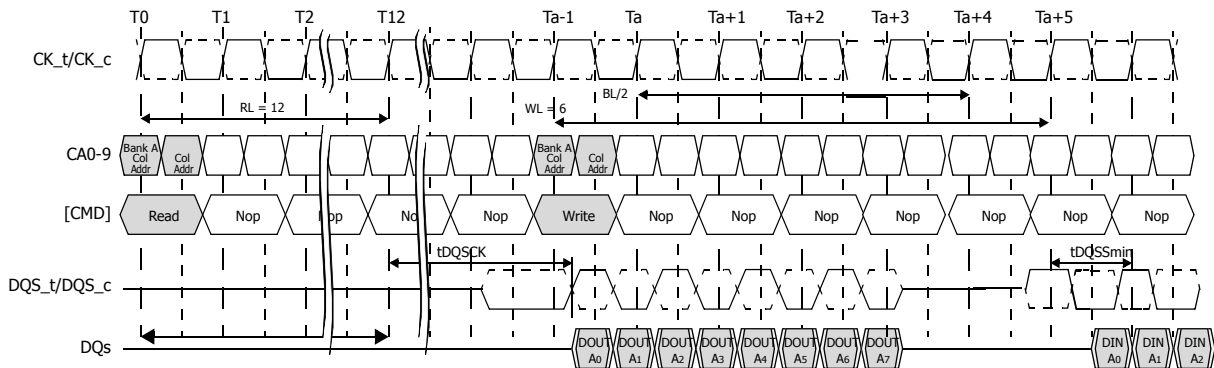 T0 T1 T2 T12 Ta-1 Ta Ta+1 Ta+2 Ta+3 Ta+4 Ta+5
CK_t/CK_c
RL = 12
BL/2
WL = 6
CA0-9
Bank A
Col
Addr
Col
Addr
Bank A
Col
Addr
Col
Addr
[CMD]
Read Nop Nop Nop Nop Write Nop Nop Nop Nop Nop Nop Nop
tDQSCK
tDQSSmin
DQS_t/DQS_c
DQs
DOUT DOUT DOUT DOUT DOUT DOUT DOUT DOUT DIN DIN DIN
A0 A1 A2 A3 A4 A5 A6 A7 A0 A1 A2